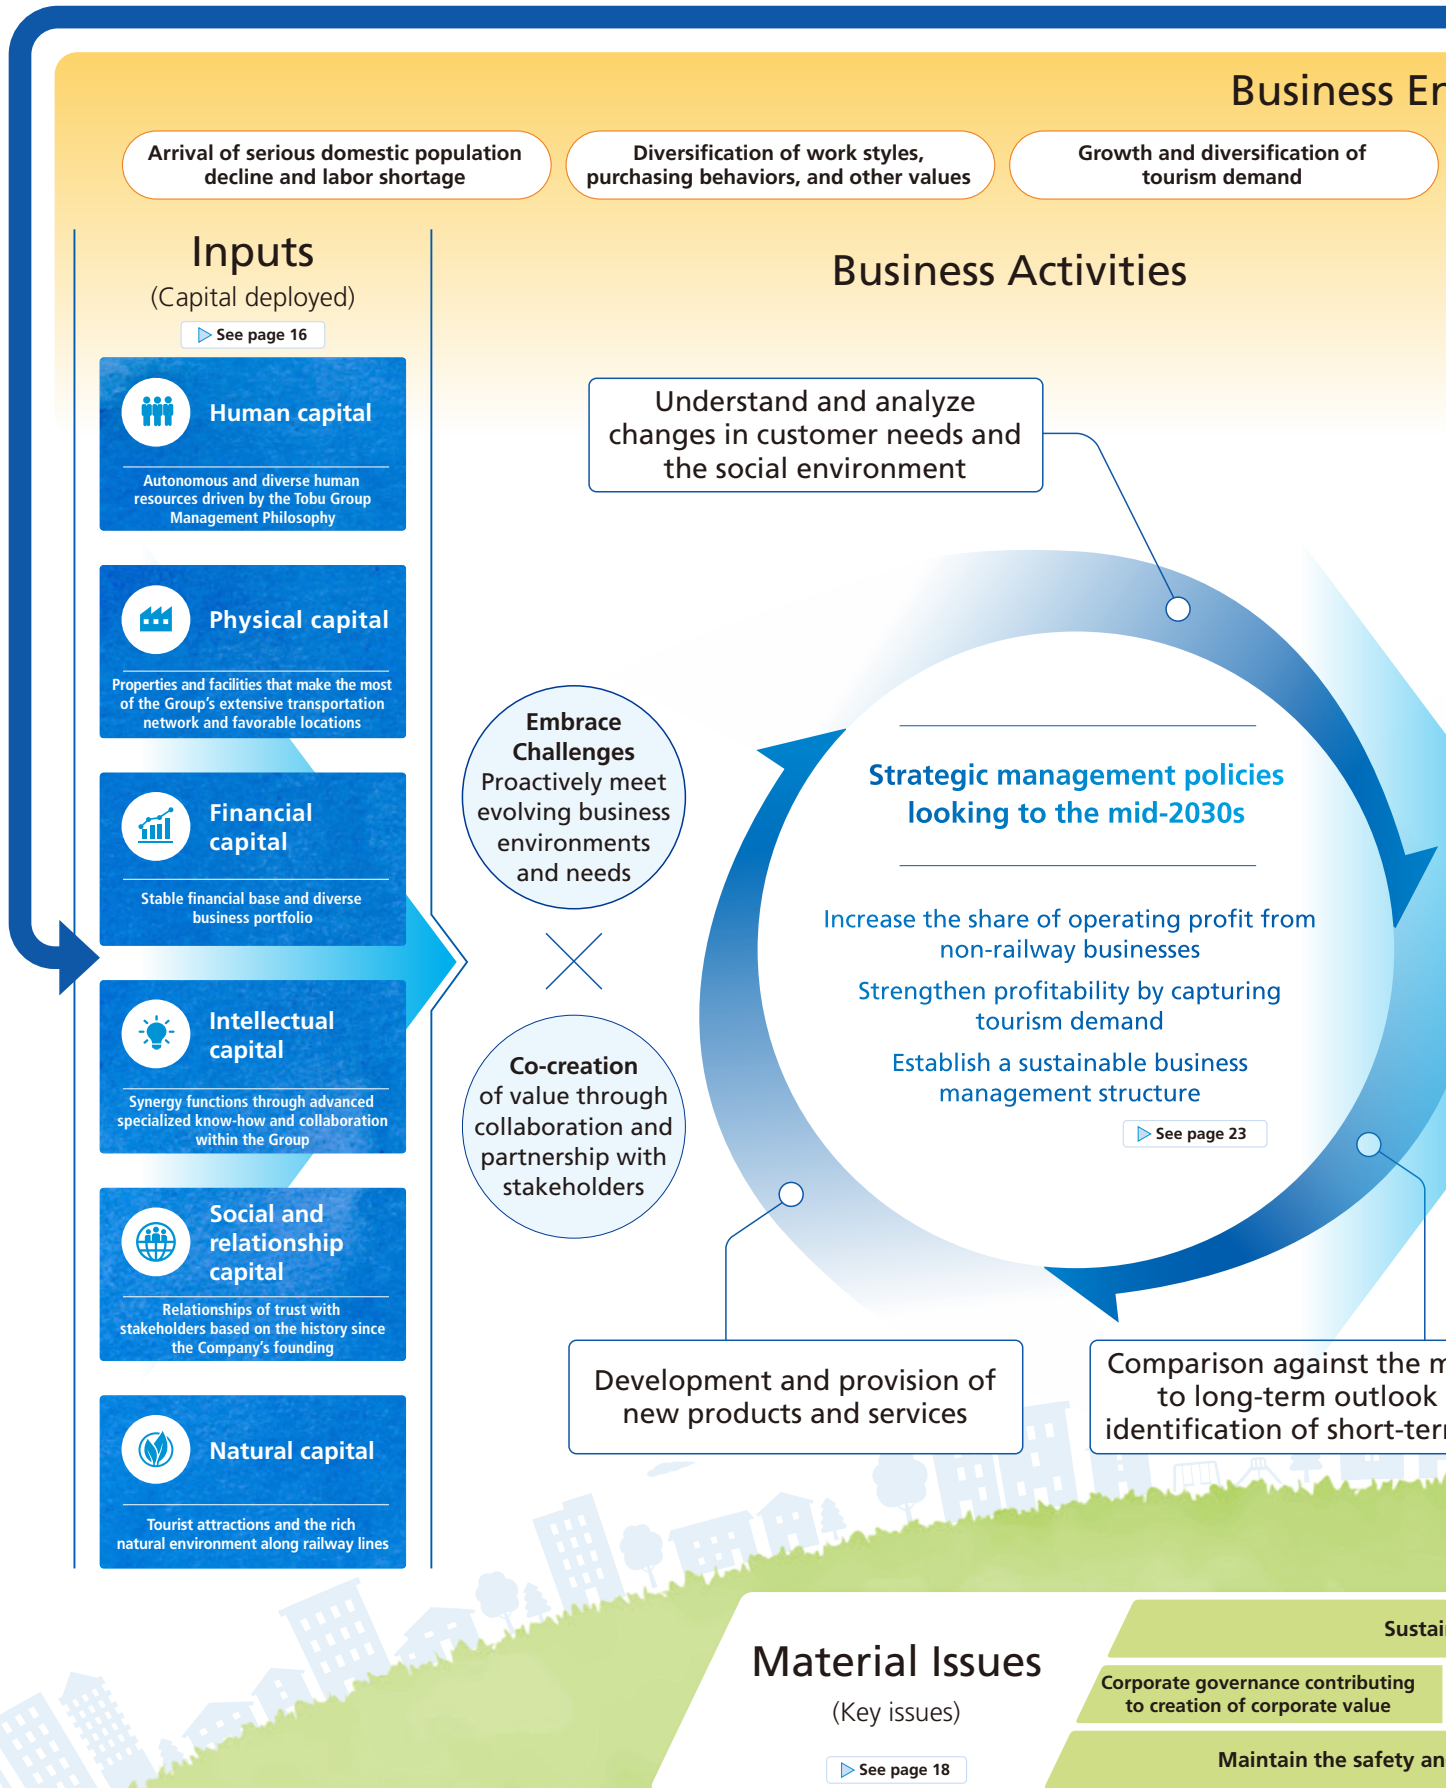 Business En
Arrival of serious domestic population
decline and labor shortage
Diversification of work styles,
purchasing behaviors, and other values
Growth and diversification of
tourism demand
Inputs
(Capital deployed)
See page 16
Human capital
Autonomous and diverse human
resources driven by the Tobu Group
Management Philosophy
Physical capital
Properties and facilities that make the most
of the Group's extensive transportation
network and favorable locations
Financial
capital
Stable financial base and diverse
business portfolio
Intellectual
capital
Synergy functions through advanced
specialized know-how and collaboration
within the Group
Social and
relationship
capital
Relationships of trust with
stakeholders based on the history since
the Company's founding
Natural capital
Tourist attractions and the rich
natural environment along railway lines
Business Activities
Understand and analyze
changes in customer needs and
the social environment
Embrace
Challenges
Proactively meet
evolving business
environments
and needs
Co-creation
of value through
collaboration and
partnership with
stakeholders
Strategic management policies
looking to the mid-2030s
Increase the share of operating profit from
non-railway businesses
Strengthen profitability by capturing
tourism demand
Establish a sustainable business
management structure
See page 23
Development and provision of
new products and services
Comparison against the m
to long-term outlook
identification of short-ter
Material Issues
(Key issues)
See page 18
Sustai
Corporate governance contributing
to creation of corporate value
Maintain the safety an